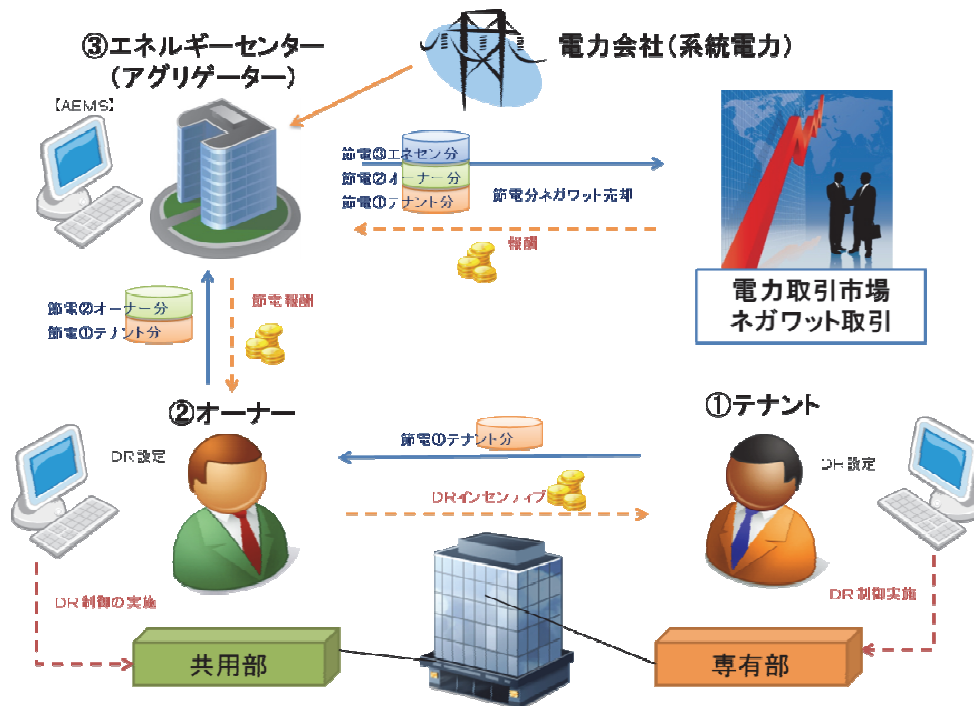 ③エネルギーセンター
(アグリゲーター)
電力会社(系統電力)
【AEMS】
節電③エネセン分
節電②オーナー分
節電①テナント分
節電分ネガワット売却
報酬
電力取引市場
ネガワット取引
節電②オーナー分
節電①テナント分
節電報酬
②オーナー
①テナント
DR設定
節電①テナント分
DR設定
DRインセンティブ
DR制御の実施
DR制御実施
共用部
専有部